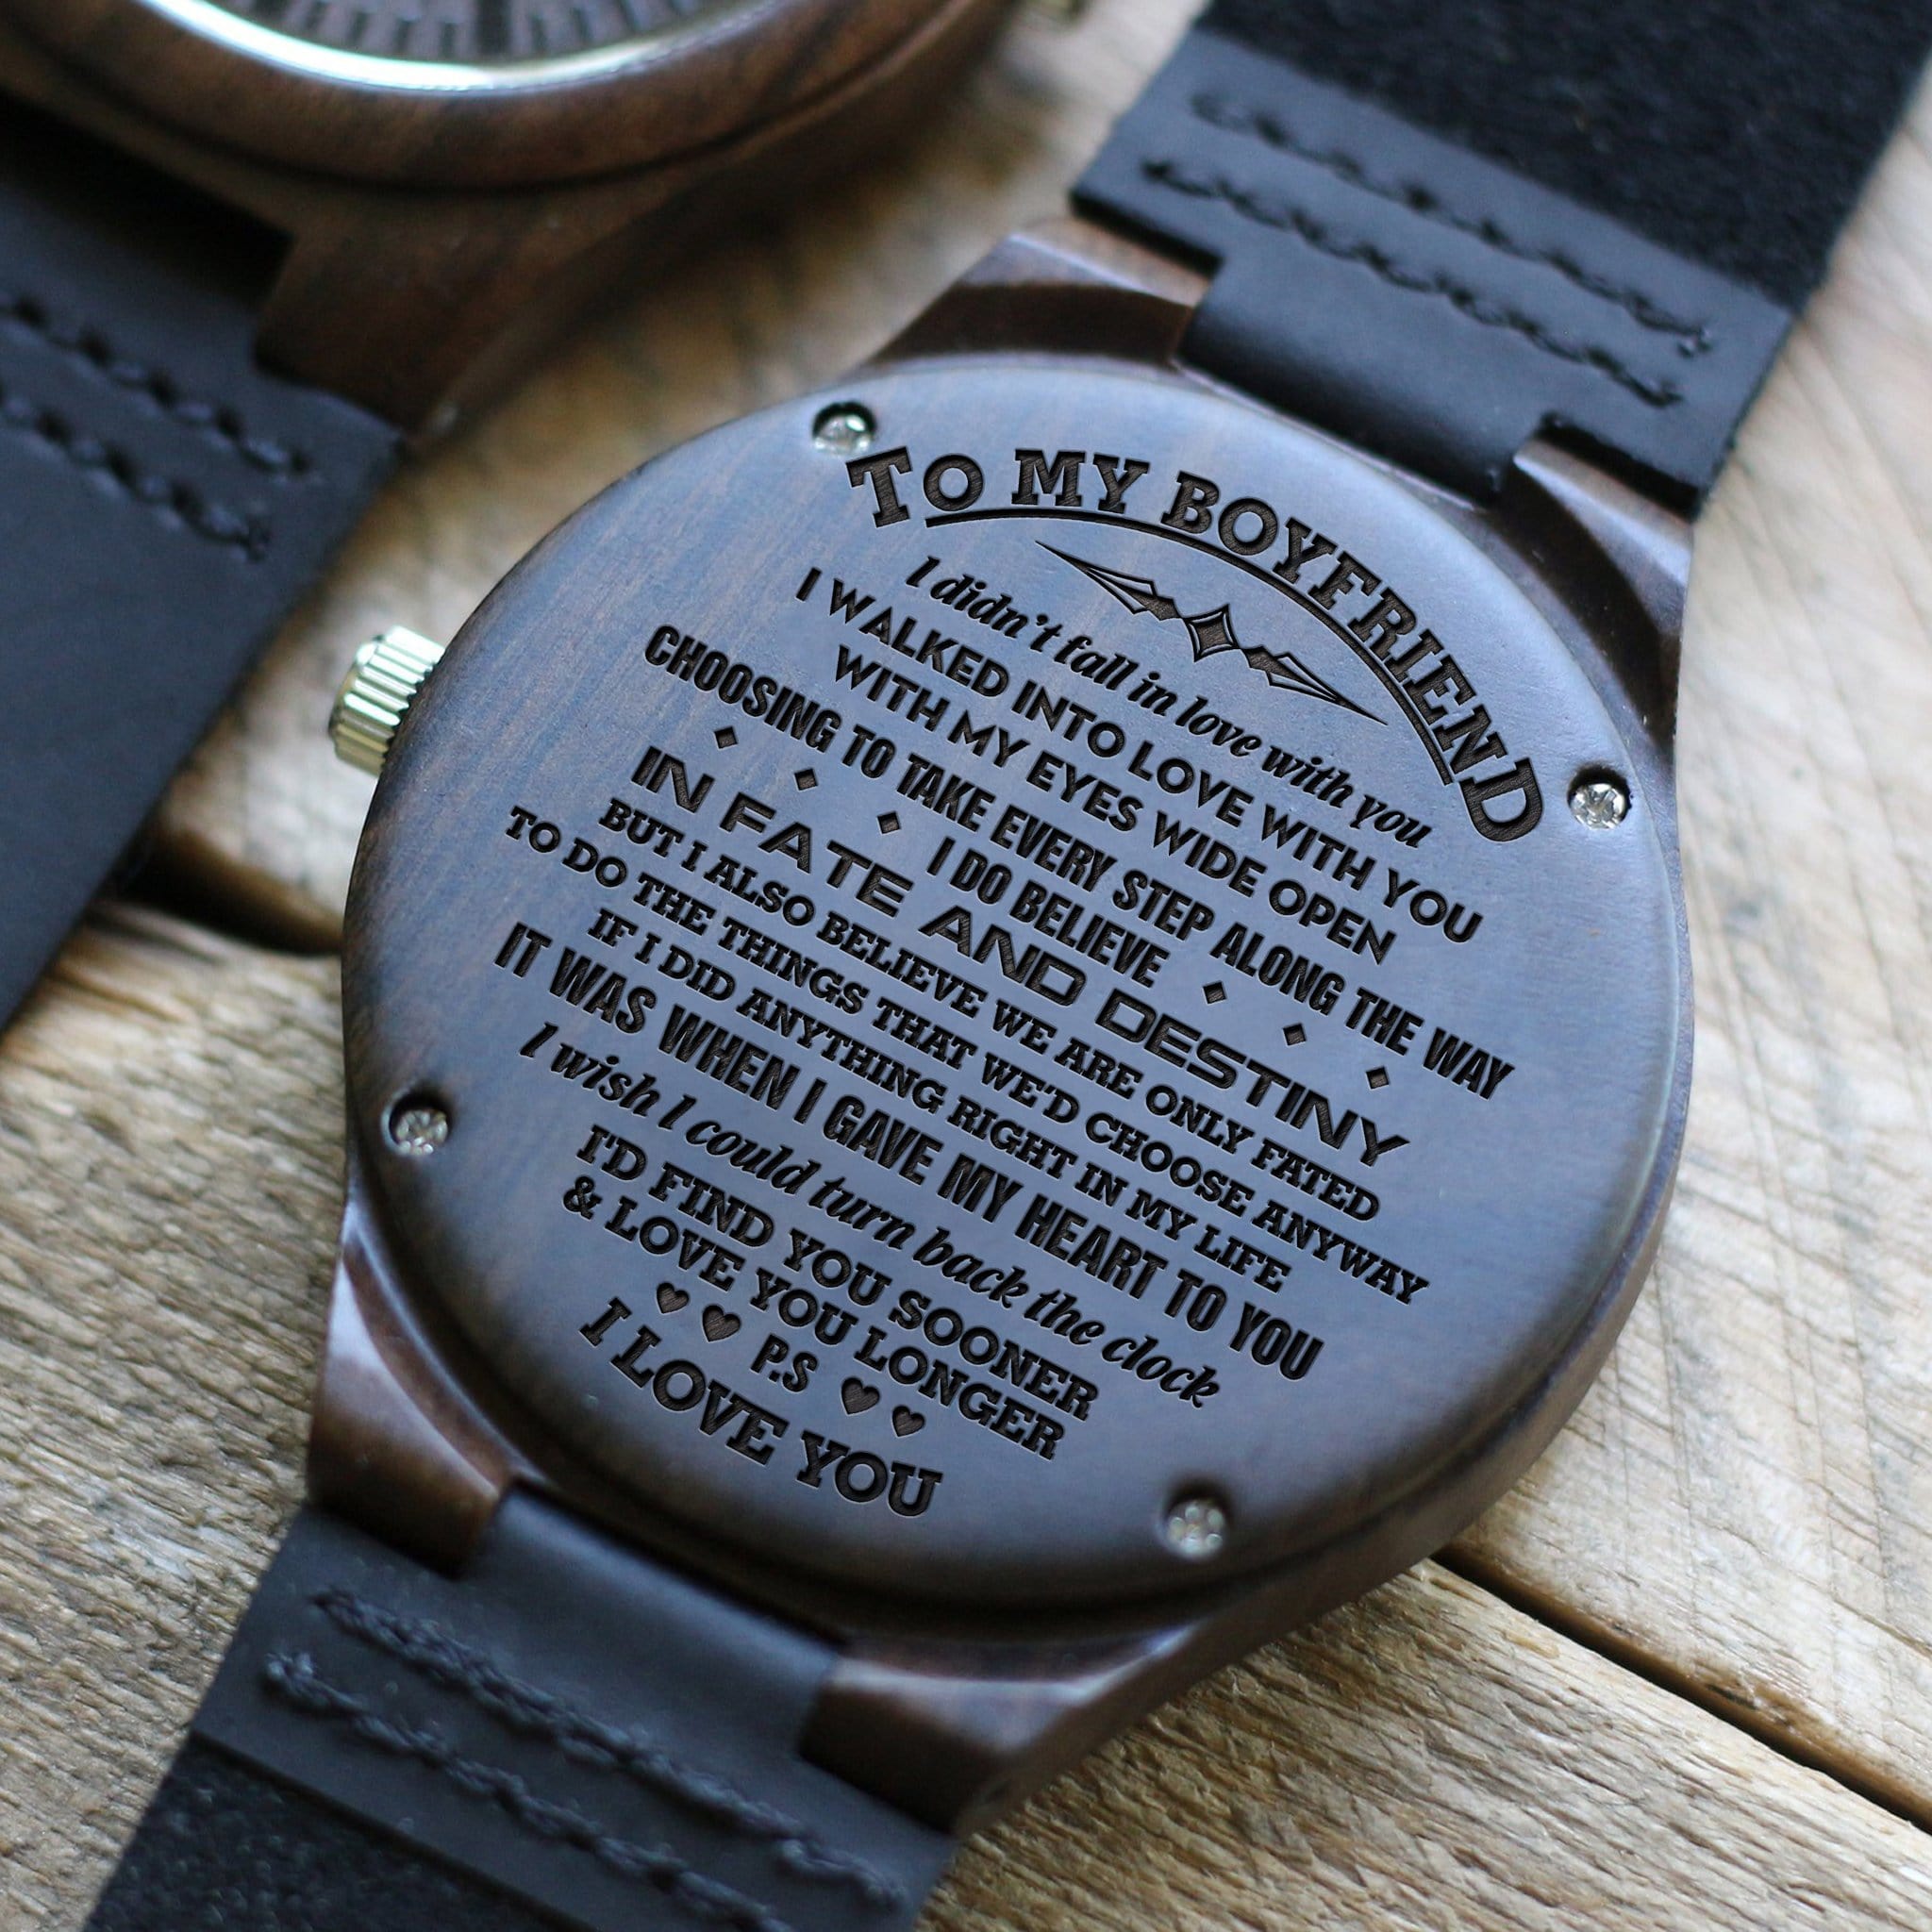 TO MY BOYFRIEND
I didn't fall in love with you
I WALKED INTO LOVE WITH YOU
WITH MY EYES WIDE OPEN
CHOOSING TO TAKE EVERY STEP ALONG THE WAY
I DO BELIEVE
IN FATE AND DESTINY
BUT I ALSO BELIEVE WE ARE ONLY FATED
TO DO THE THINGS THAT WE'D CHOOSE ANYWAY
IF I DID ANYTHING RIGHT IN MY LIFE
IT WAS WHEN I GAVE MY HEART TO YOU
I wish I could turn back the clock
I'D FIND YOU SOONER
& LOVE YOU LONGER
P.S
I LOVE YOU